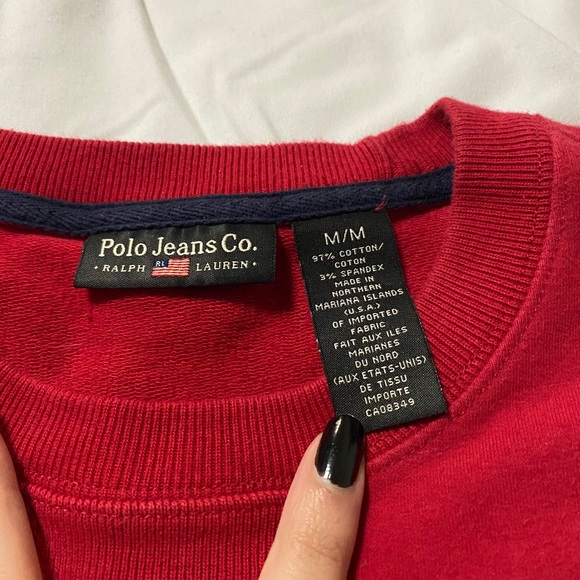 Polo Jeans Co.
• RALPH RL LAUREN •
M/M
97% COTTON/
COTON
3% SPANDEX
MADE IN
NORTHERN
MARIANA ISLANDS
(U.S.A.)
OF IMPORTED
FABRIC
FAIT AUX ILES
MARIANES
DU NORD
(AUX ETATS-UNIS)
DE TISSU
IMPORTE
CA08349